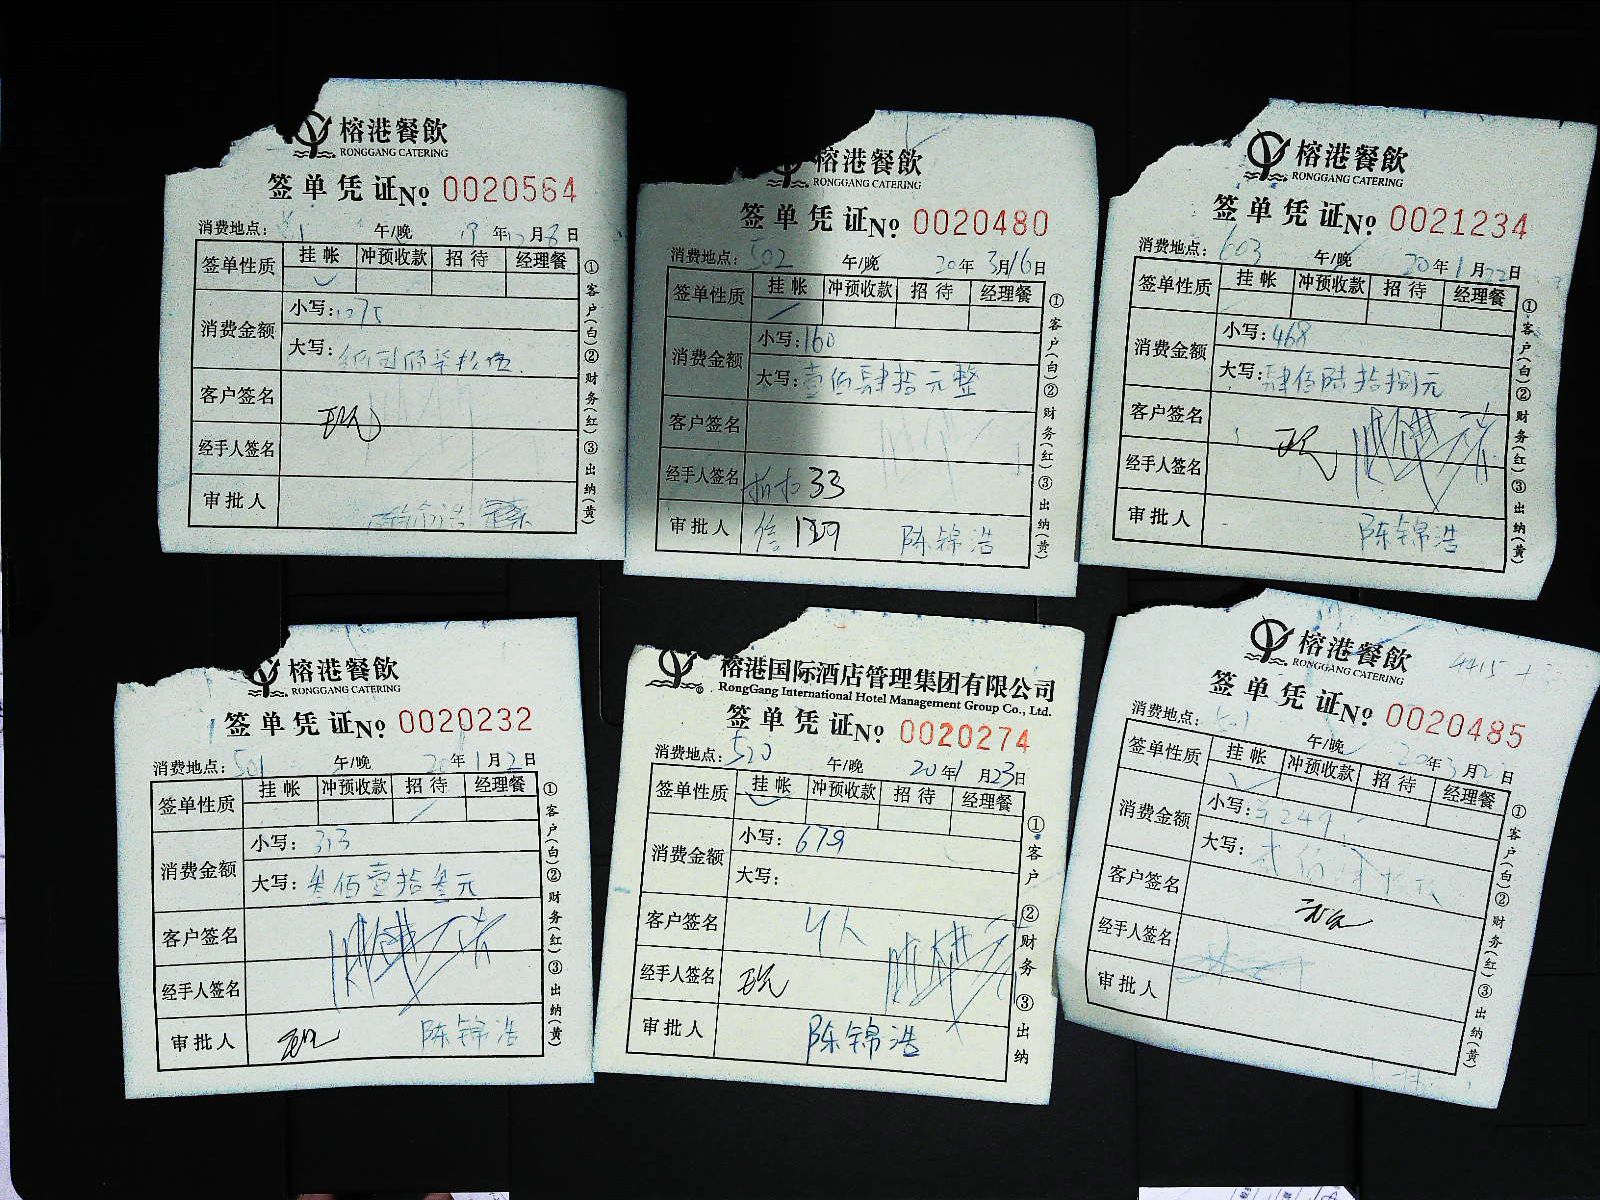 榕港餐飲
RONGGANG CATERING
签单凭证№ 0020564
消费地点: 午/晚 年12月8日
签单性质 挂帐 冲预收款 招待 经理餐
消费金额
小写:
大写:
客户签名
经手人签名
审批人
①客户(白)②财务(红)③出纳(黄)
榕港餐飲
RONGGANG CATERING
签单凭证№ 0020480
消费地点: 502 午/晚 20年3月16日
签单性质 挂帐 冲预收款 招待 经理餐
消费金额
小写:160
大写:壹佰肆拾元整
客户签名
经手人签名 33
审批人 陈锦浩
①客户(白)②财务(红)③出纳(黄)
榕港餐飲
RONGGANG CATERING
签单凭证№ 0021234
消费地点: 603 午/晚 20年1月22日
签单性质 挂帐 冲预收款 招待 经理餐
消费金额
小写:468
大写:肆佰陆拾捌元
客户签名
经手人签名
审批人 陈锦浩
①客户(白)②财务(红)③出纳(黄)
榕港餐飲
RONGGANG CATERING
签单凭证№ 0020232
消费地点: 501 午/晚 20年1月2日
签单性质 挂帐 冲预收款 招待 经理餐
消费金额
小写:313
大写:叁佰壹拾叁元
客户签名
经手人签名
审批人 陈锦浩
①客户(白)②财务(红)③出纳(黄)
榕港国际酒店管理集团有限公司
RongGang International Hotel Management Group Co., Ltd.
签单凭证№ 0020274
消费地点: 520 午/晚 20年1月23日
签单性质 挂帐 冲预收款 招待 经理餐
消费金额
小写:679
大写:
客户签名 4人
经手人签名
审批人 陈锦浩
①客户 ②财务 ③出纳
榕港餐飲
RONGGANG CATERING
4415
签单凭证№ 0020485
消费地点: 午/晚 20年3月2日
签单性质 挂帐 冲预收款 招待 经理餐
消费金额
小写:249
大写:
客户签名
经手人签名
审批人
①客户(白)②财务(红)③出纳(黄)